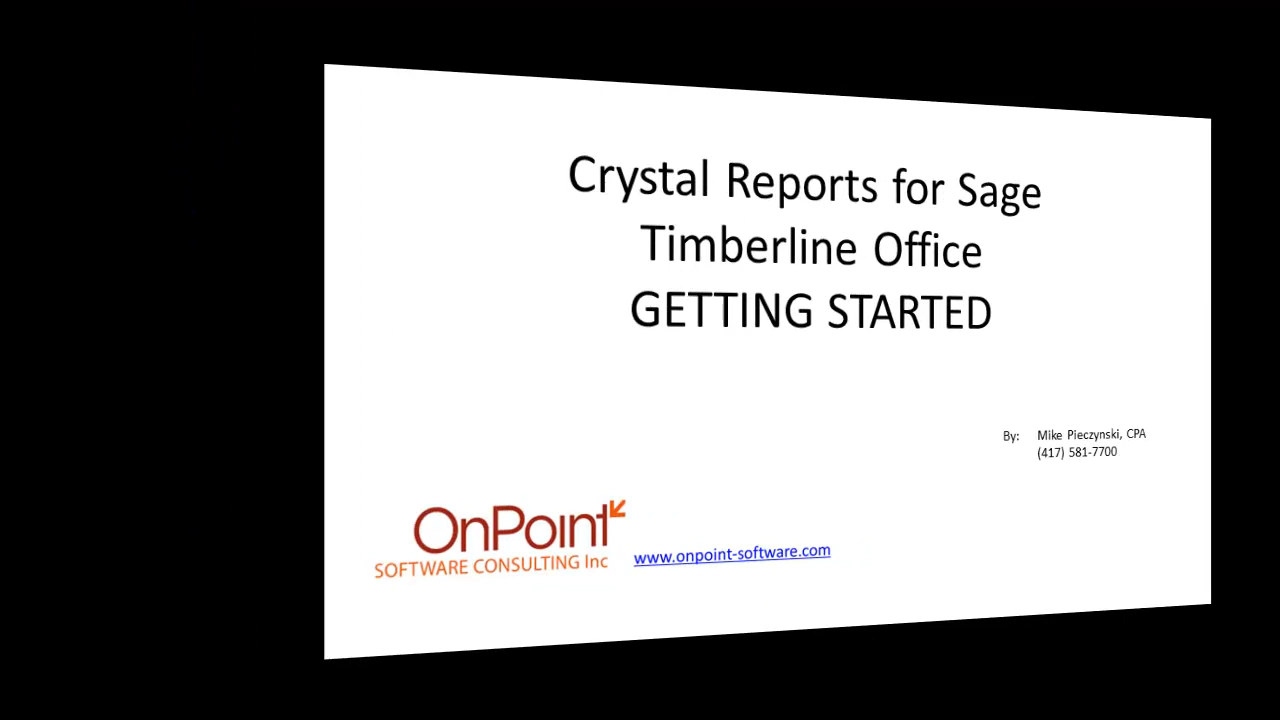 Crystal Reports for Sage
Timberline Office
GETTING STARTED
By: Mike Pieczynski, CPA
(417) 581-7700
OnPoint
SOFTWARE CONSULTING Inc
www.onpoint-software.com